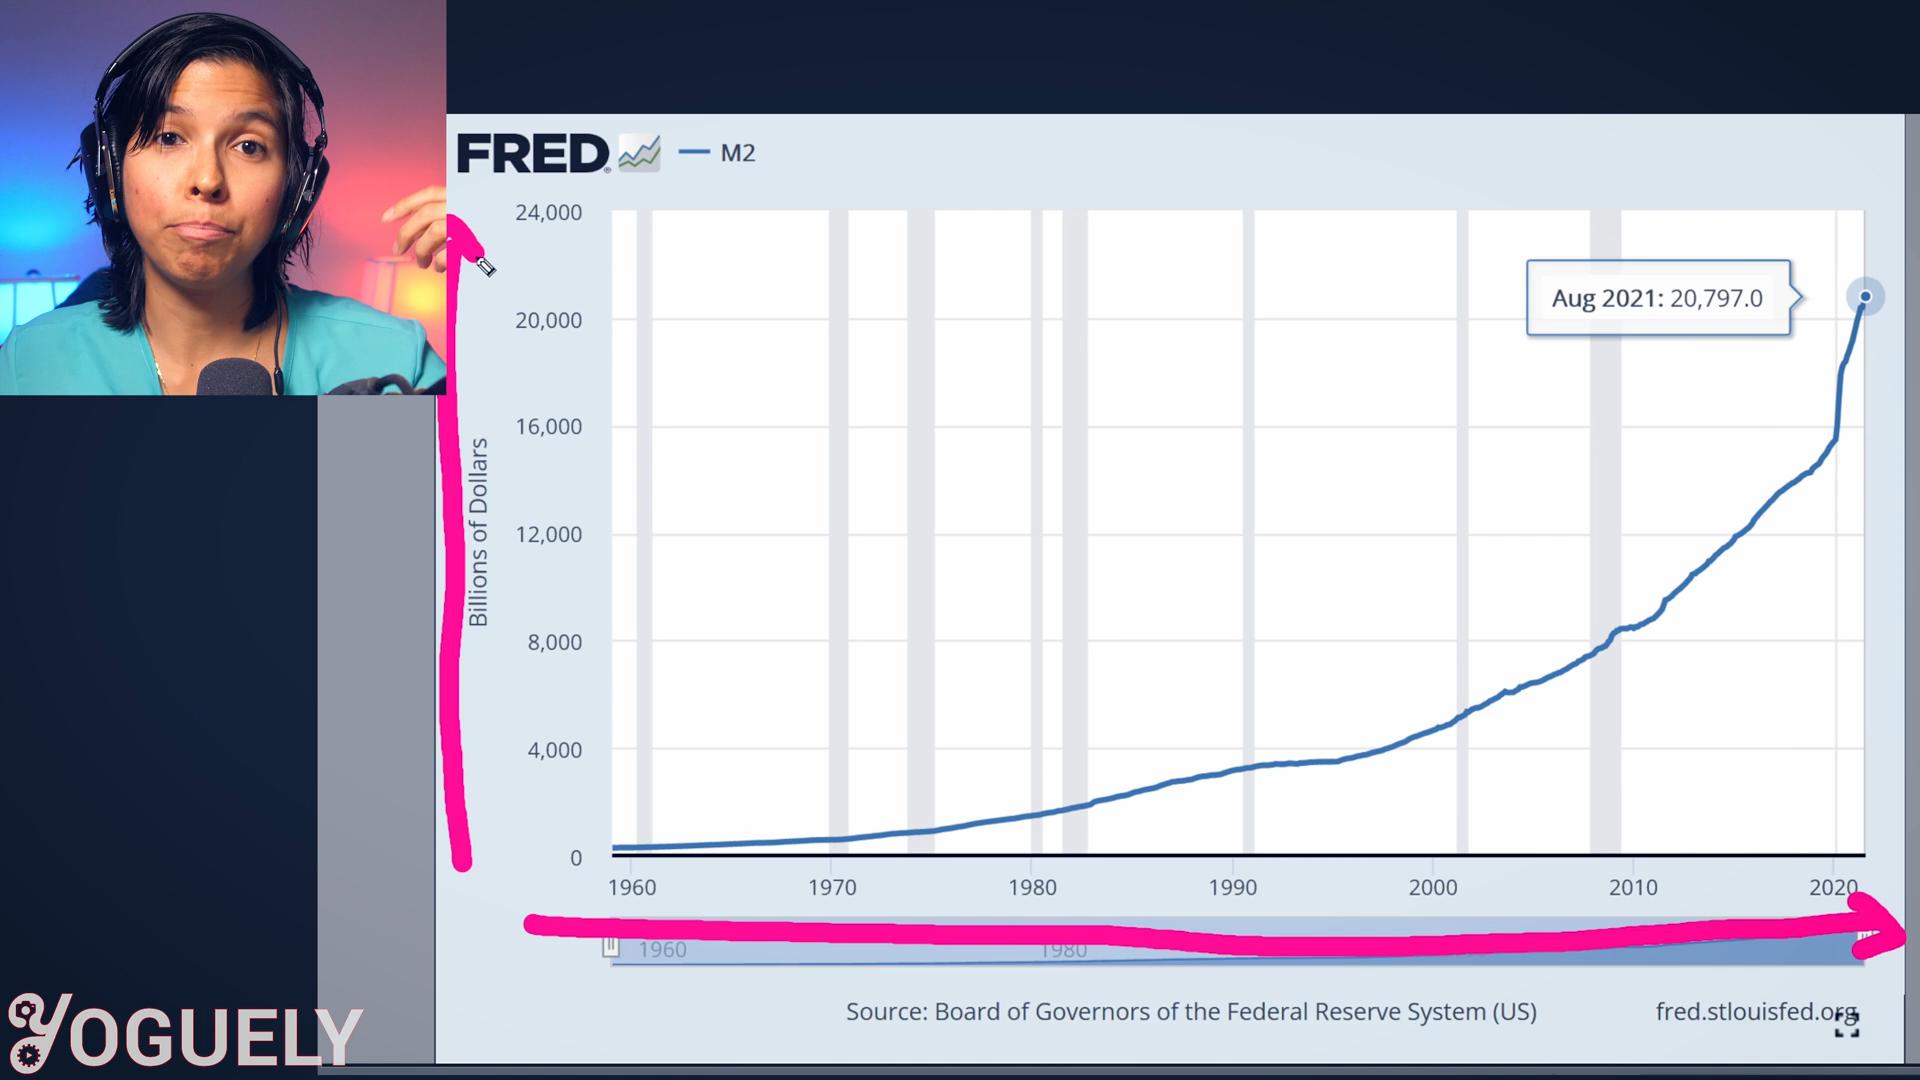 FRED
M2
24,000
20,000
16,000
12,000
8,000
4,000
0
Billions of Dollars
Aug 2021: 20,797.0
1960 1970 1980 1990 2000 2010 2020
1960 1980
Source: Board of Governors of the Federal Reserve System (US)
fred.stlouisfed.org
YOGUELY